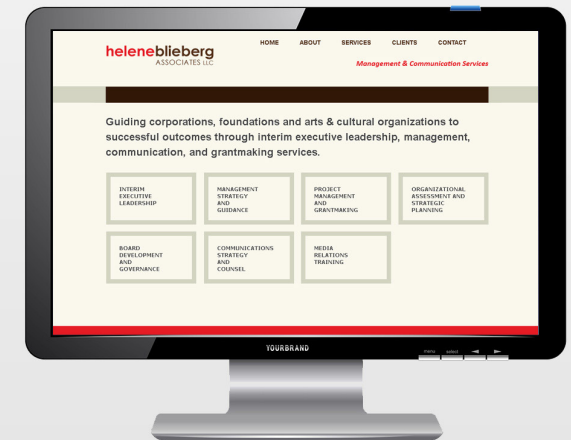 heleneblieberg
ASSOCIATES LLC
HOME ABOUT SERVICES CLIENTS CONTACT
Management & Communication Services
Guiding corporations, foundations and arts & cultural organizations to
successful outcomes through interim executive leadership, management,
communication, and grantmaking services.
INTERIM
EXECUTIVE
LEADERSHIP
MANAGEMENT
STRATEGY
AND
GUIDANCE
PROJECT
MANAGEMENT
AND
GRANTMAKING
ORGANIZATIONAL
ASSESSMENT AND
STRATEGIC
PLANNING
BOARD
DEVELOPMENT
AND
GOVERNANCE
COMMUNICATIONS
STRATEGY
AND
COUNSEL
MEDIA
RELATIONS
TRAINING
YOURBRAND
menu select